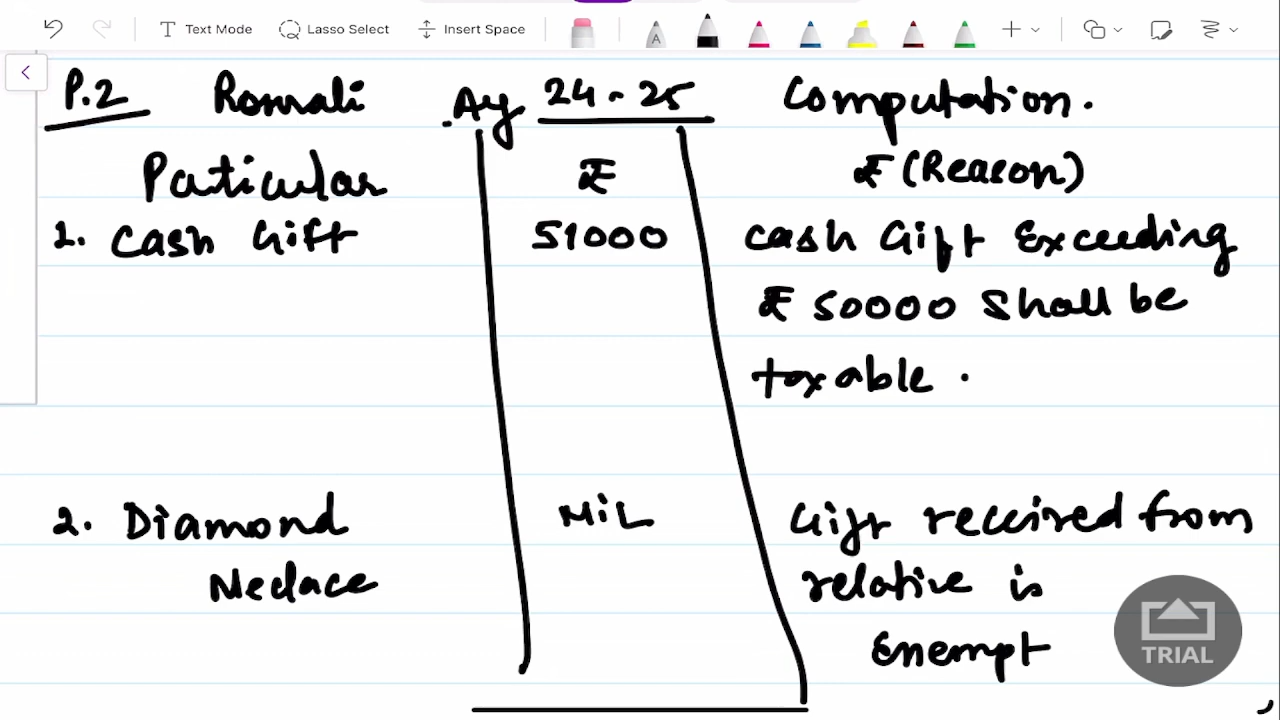 Text Mode Lasso Select Insert Space
P.2 Romali Ay 24-25 Computation.
Particular ₹ ₹ (Reason)
1. Cash Gift 51000 cash Gift Exceeding
₹ 50000 Shall be
taxable.
2. Diamond NiL Gift received from
Neclace relative is
Exempt
TRIAL